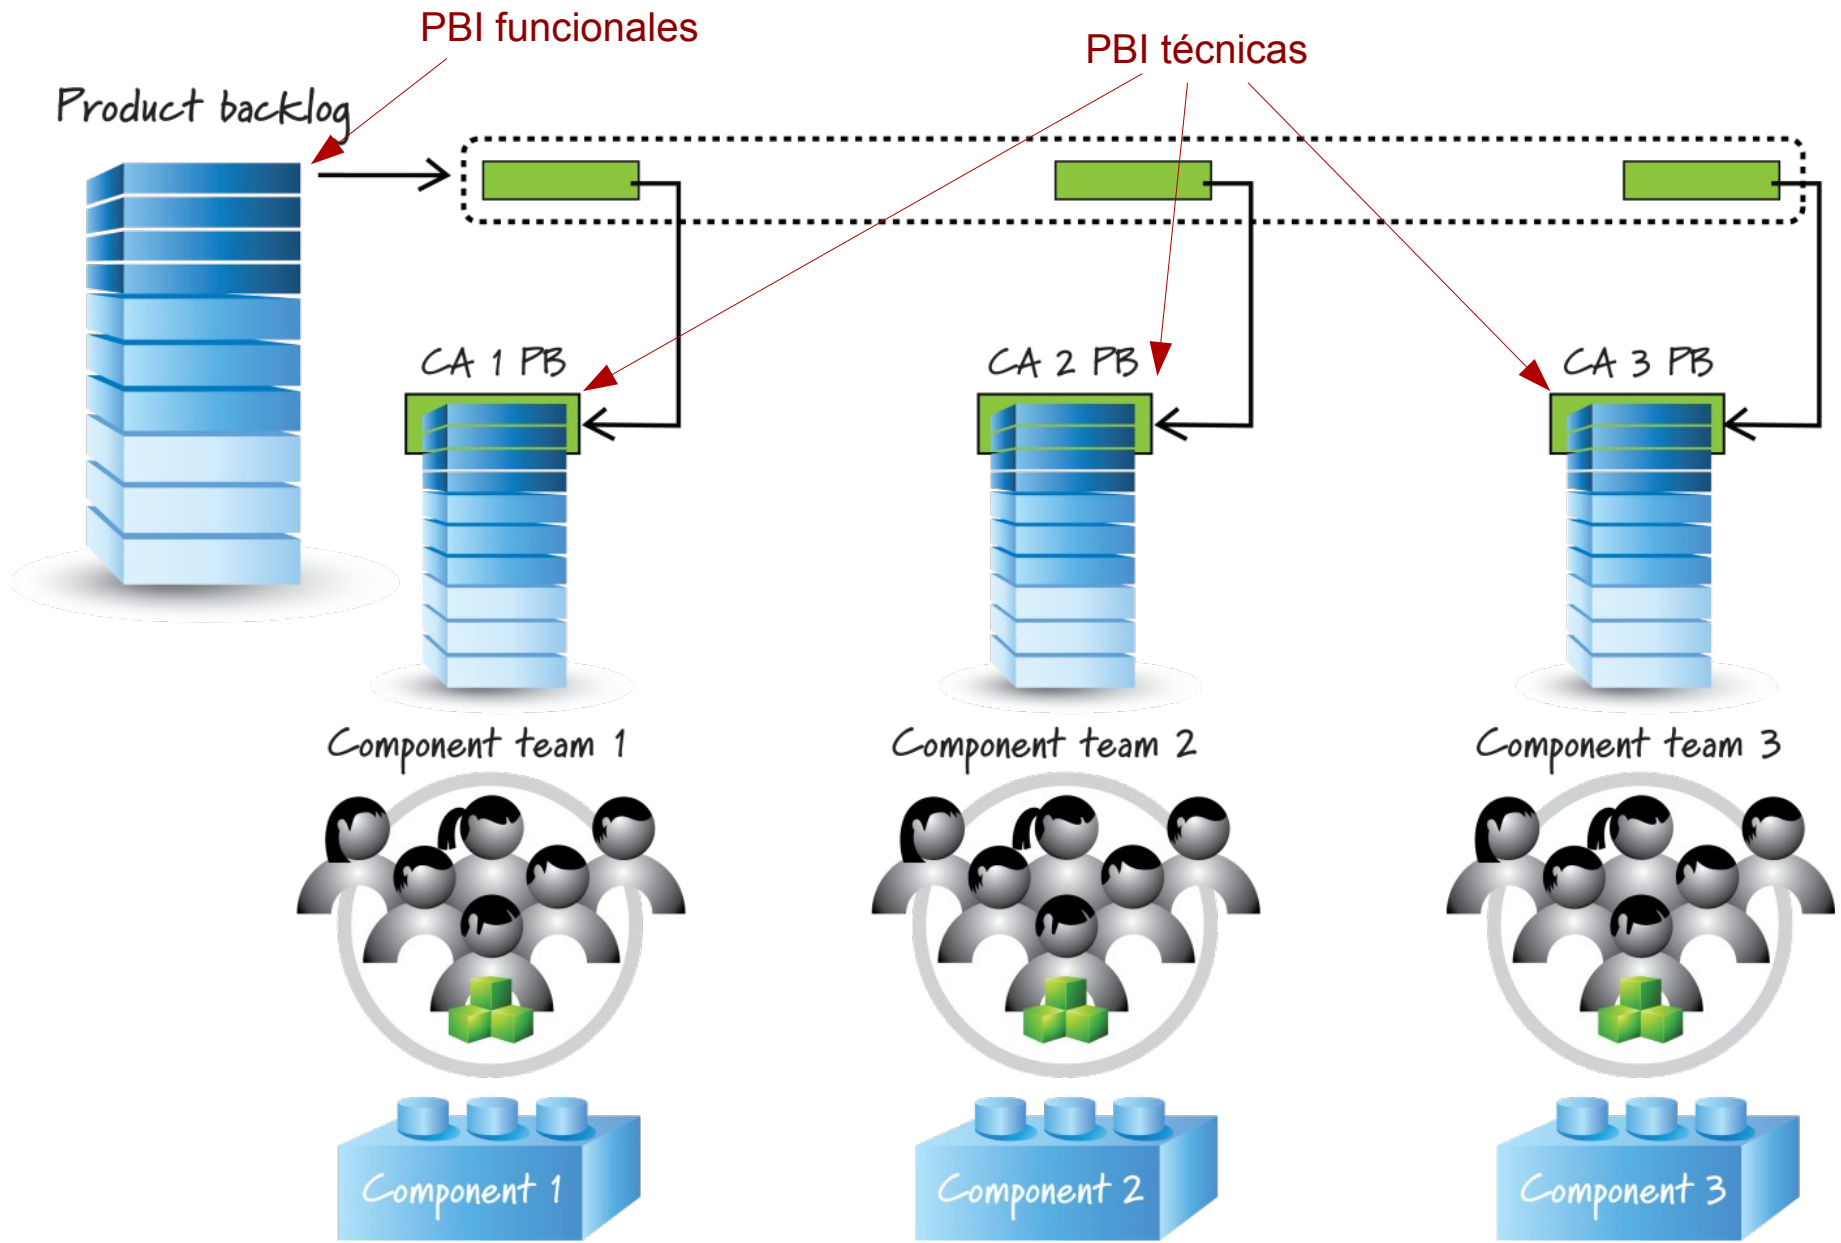 PBI funcionales
PBI técnicas
Product backlog
CA 1 PB
CA 2 PB
CA 3 PB
Component team 1
Component team 2
Component team 3
Component 1
Component 2
Component 3